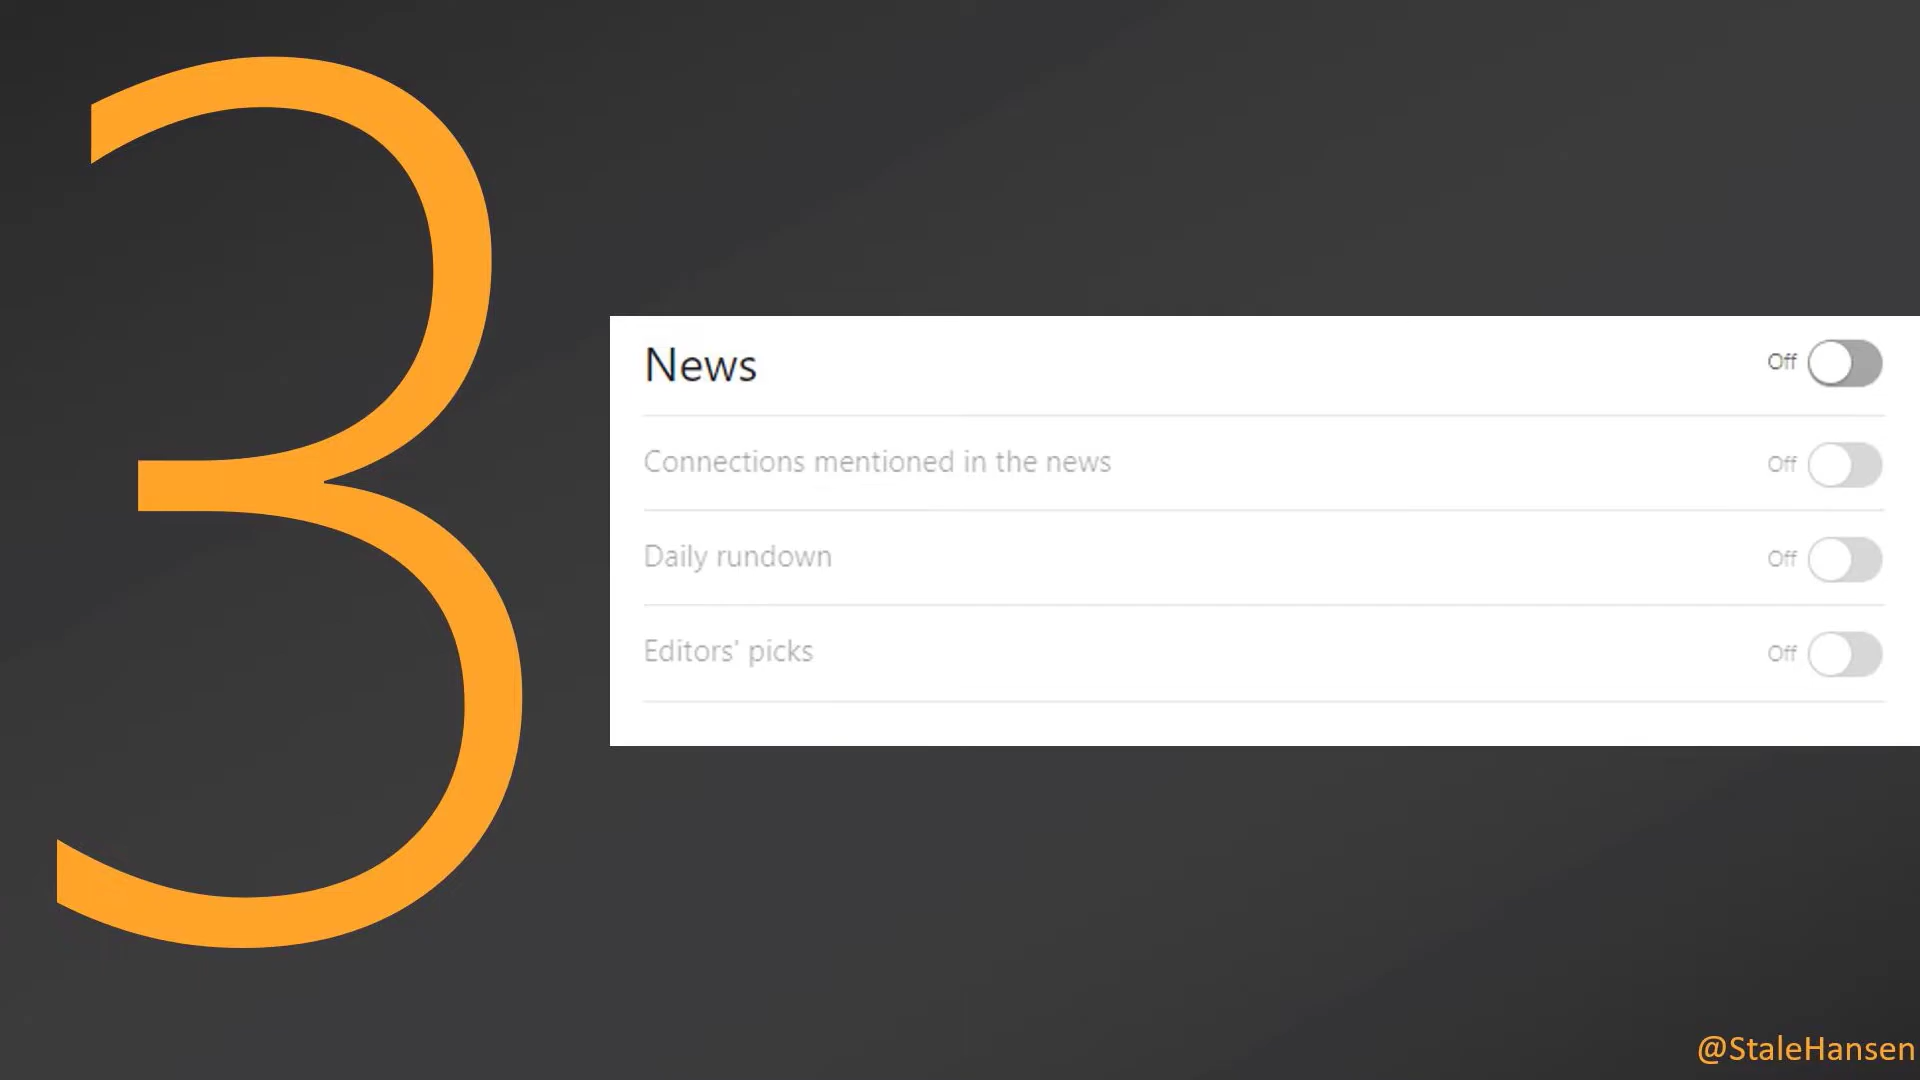 3
News Off
Connections mentioned in the news Off
Daily rundown Off
Editors' picks Off
@StaleHansen